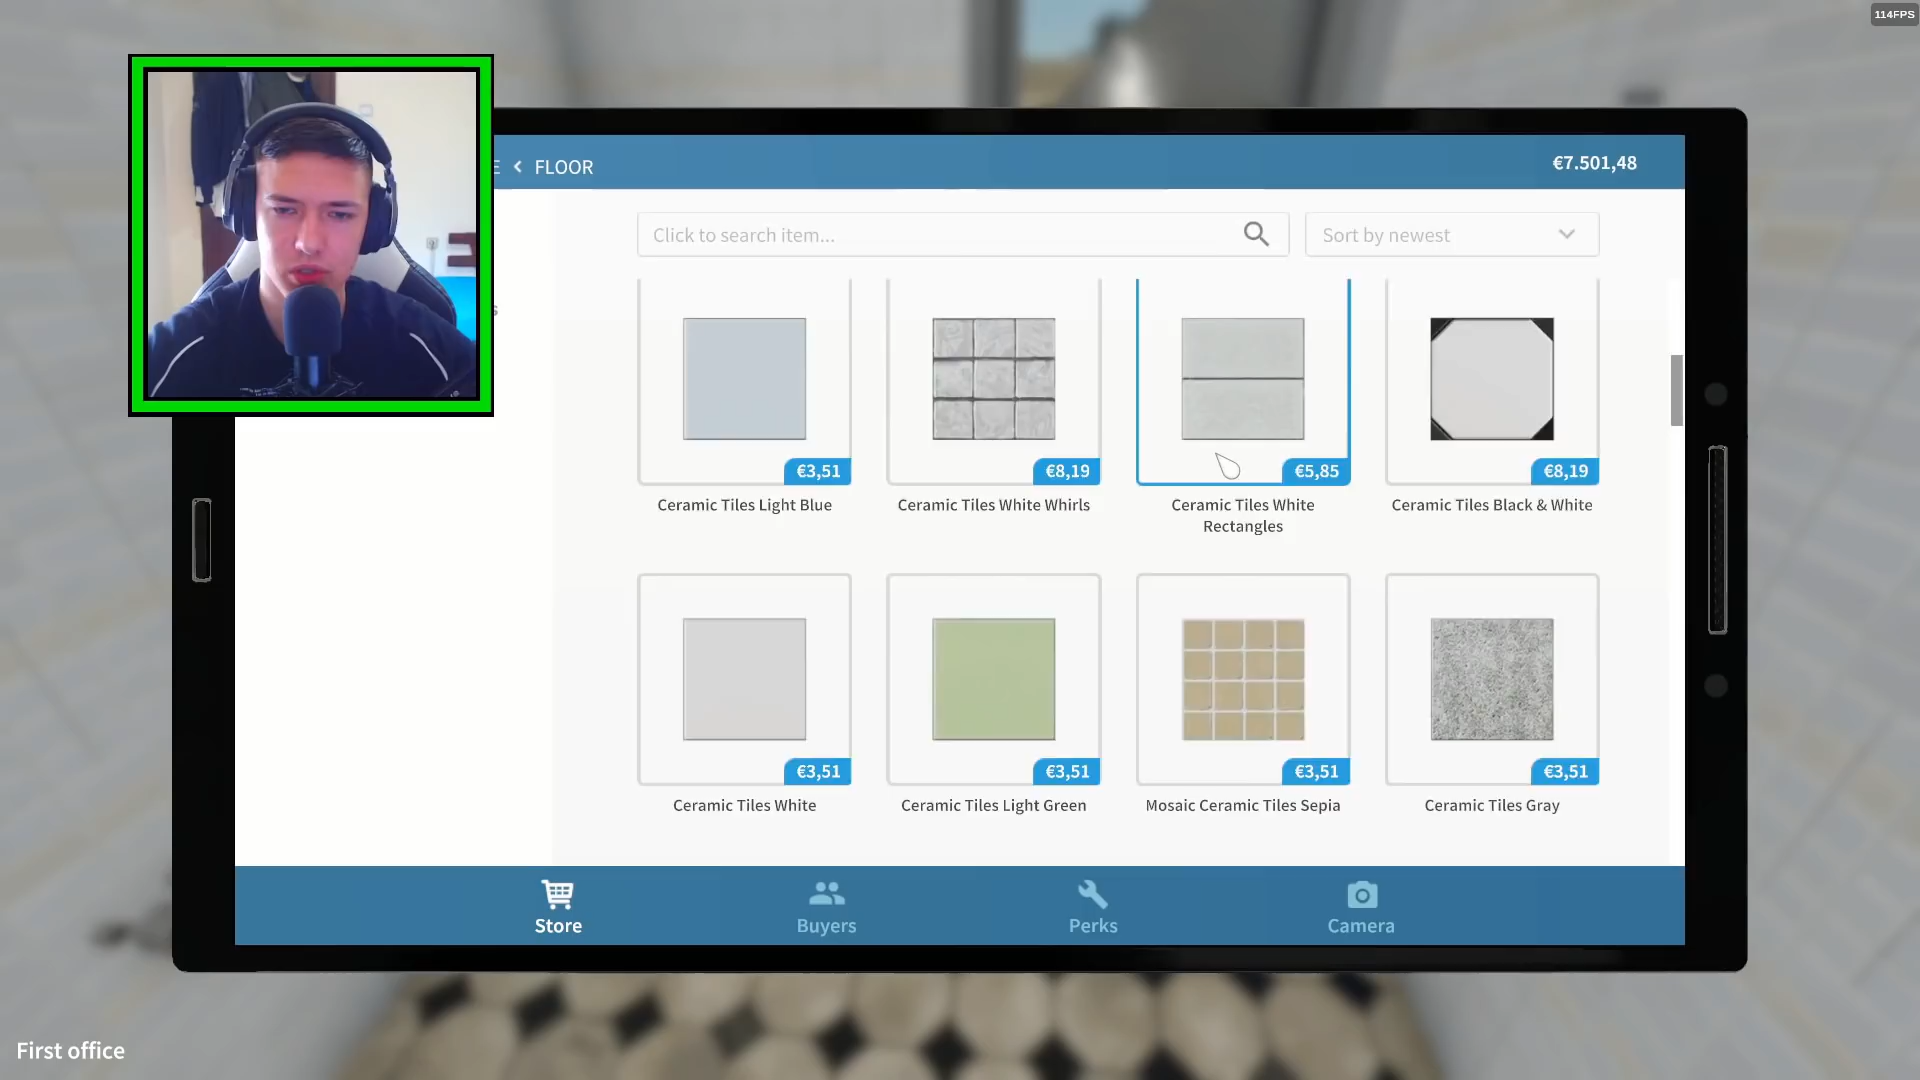 114FPS
E < FLOOR
€7.501,48
Click to search item...
Sort by newest
s
€3,51
€8,19
€5,85
€8,19
Ceramic Tiles Light Blue
Ceramic Tiles White Whirls
Ceramic Tiles White
Rectangles
Ceramic Tiles Black & White
€3,51
€3,51
€3,51
€3,51
Ceramic Tiles White
Ceramic Tiles Light Green
Mosaic Ceramic Tiles Sepia
Ceramic Tiles Gray
Store
Buyers
Perks
Camera
First office